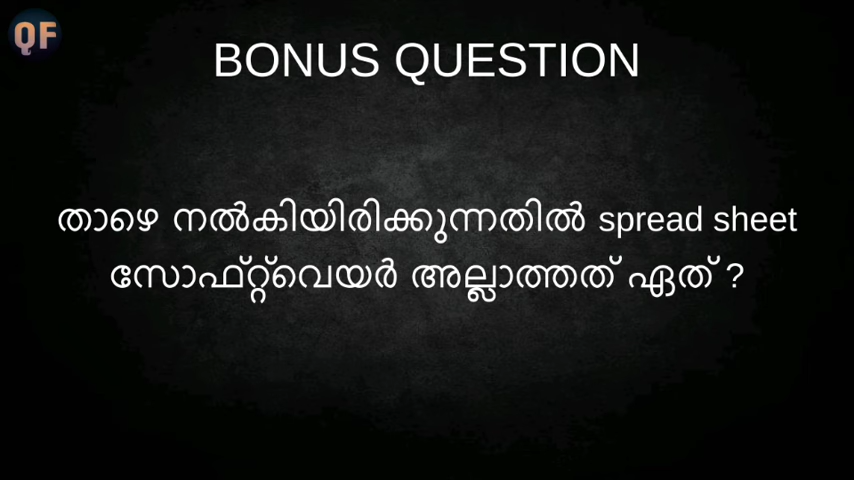 QF
BONUS QUESTION
താഴെ നൽകിയിരിക്കുന്നതിൽ spread sheet
സോഫ്റ്റ്‌വെയർ അല്ലാത്തത് ഏത് ?